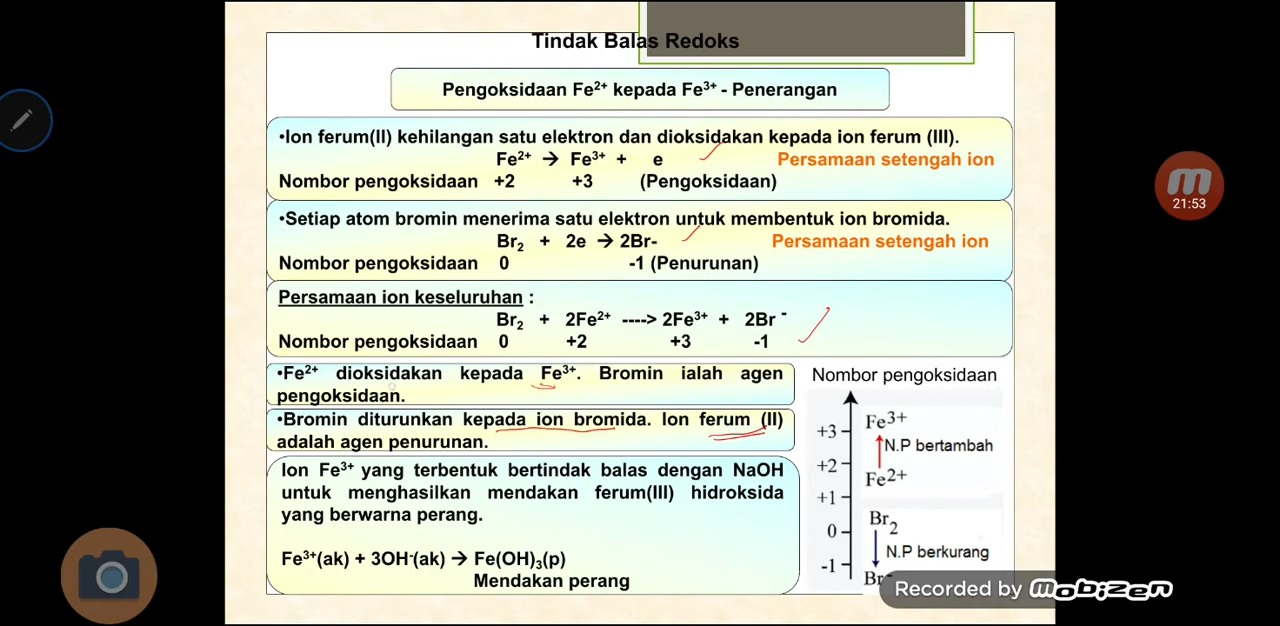 Tindak Balas Redoks
Pengoksidaan Fe²⁺ kepada Fe³⁺ - Penerangan
•Ion ferum(II) kehilangan satu elektron dan dioksidakan kepada ion ferum (III).
Fe²⁺ → Fe³⁺ + e Persamaan setengah ion
Nombor pengoksidaan +2 +3 (Pengoksidaan)
•Setiap atom bromin menerima satu elektron untuk membentuk ion bromida.
Br₂ + 2e → 2Br- Persamaan setengah ion
Nombor pengoksidaan 0 -1 (Penurunan)
Persamaan ion keseluruhan :
Br₂ + 2Fe²⁺ ----> 2Fe³⁺ + 2Br ⁻
Nombor pengoksidaan 0 +2 +3 -1
•Fe²⁺ dioksidakan kepada Fe³⁺. Bromin ialah agen
pengoksidaan.
•Bromin diturunkan kepada ion bromida. Ion ferum (II)
adalah agen penurunan.
Ion Fe³⁺ yang terbentuk bertindak balas dengan NaOH
untuk menghasilkan mendakan ferum(III) hidroksida
yang berwarna perang.
Fe³⁺(ak) + 3OH⁻(ak) → Fe(OH)₃(p)
Mendakan perang
Nombor pengoksidaan
+3 Fe3+
N.P bertambah
+2
Fe2+
+1
Br₂
0
N.P berkurang
-1
Br-
21:53
Recorded by mobizen